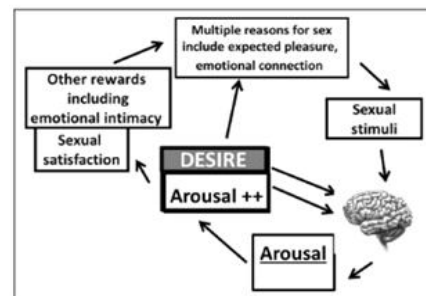 Multiple reasons for sex
include expected pleasure,
emotional connection
Other rewards
including
emotional intimacy
Sexual
satisfaction
Sexual
stimuli
DESIRE
Arousal ++
Arousal